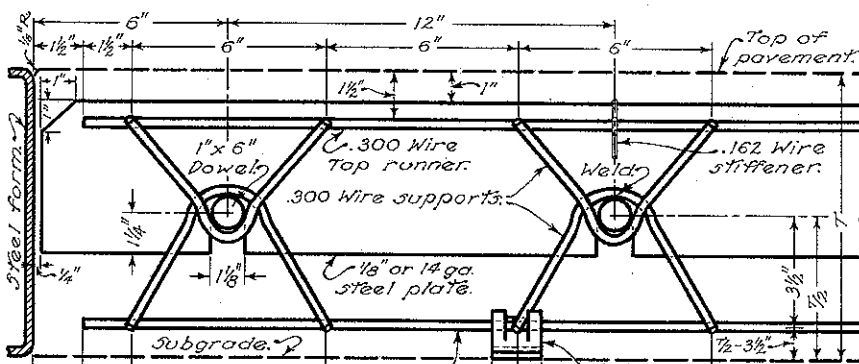 6"
12"
1/8"R.
1½"
1½"
6"
6"
6"
Top of
pavement.
1"
1½"
1"
1"
1"x 6"
Dowel.
.300 Wire
Top runner.
Weld
.162 Wire
stiffener.
.300 Wire supports.
Steel form.
1¼"
T
1⅛"
⅛" or 14 ga.
steel plate.
¼"
3½"
T/2
Subgrade.
T/2-3½"